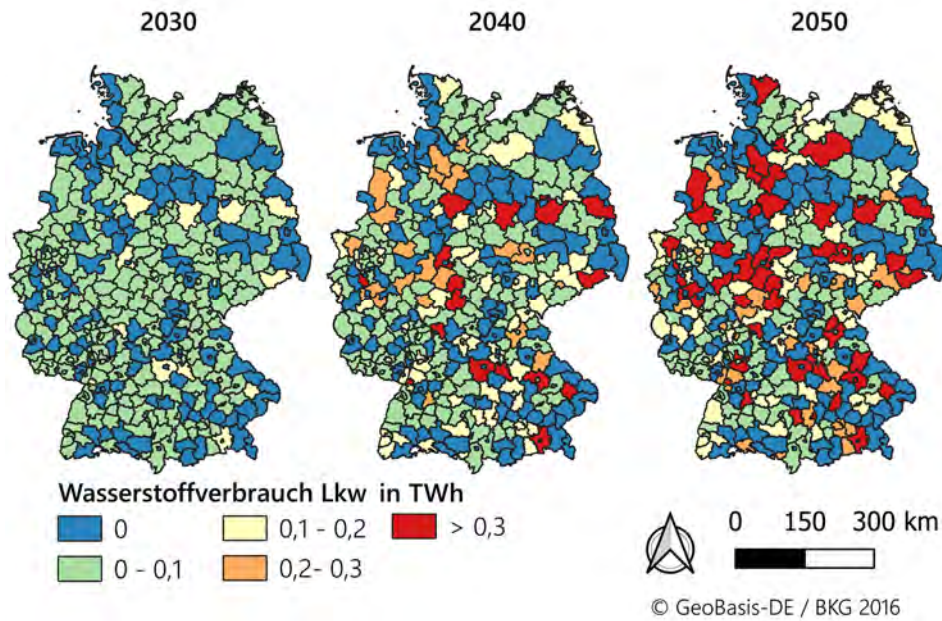 2030 2040 2050
Wasserstoffverbrauch Lkw in TWh
0 0,1 - 0,2 > 0,3
0 - 0,1 0,2- 0,3
0 150 300 km
© GeoBasis-DE / BKG 2016